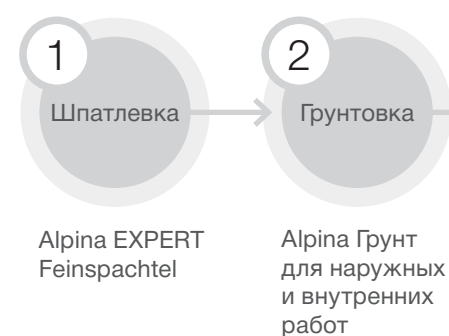 1
Шпатлевка
Alpina EXPERT
Feinspachtel
2
Грунтовка
Alpina Грунт
для наружных
и внутренних
работ